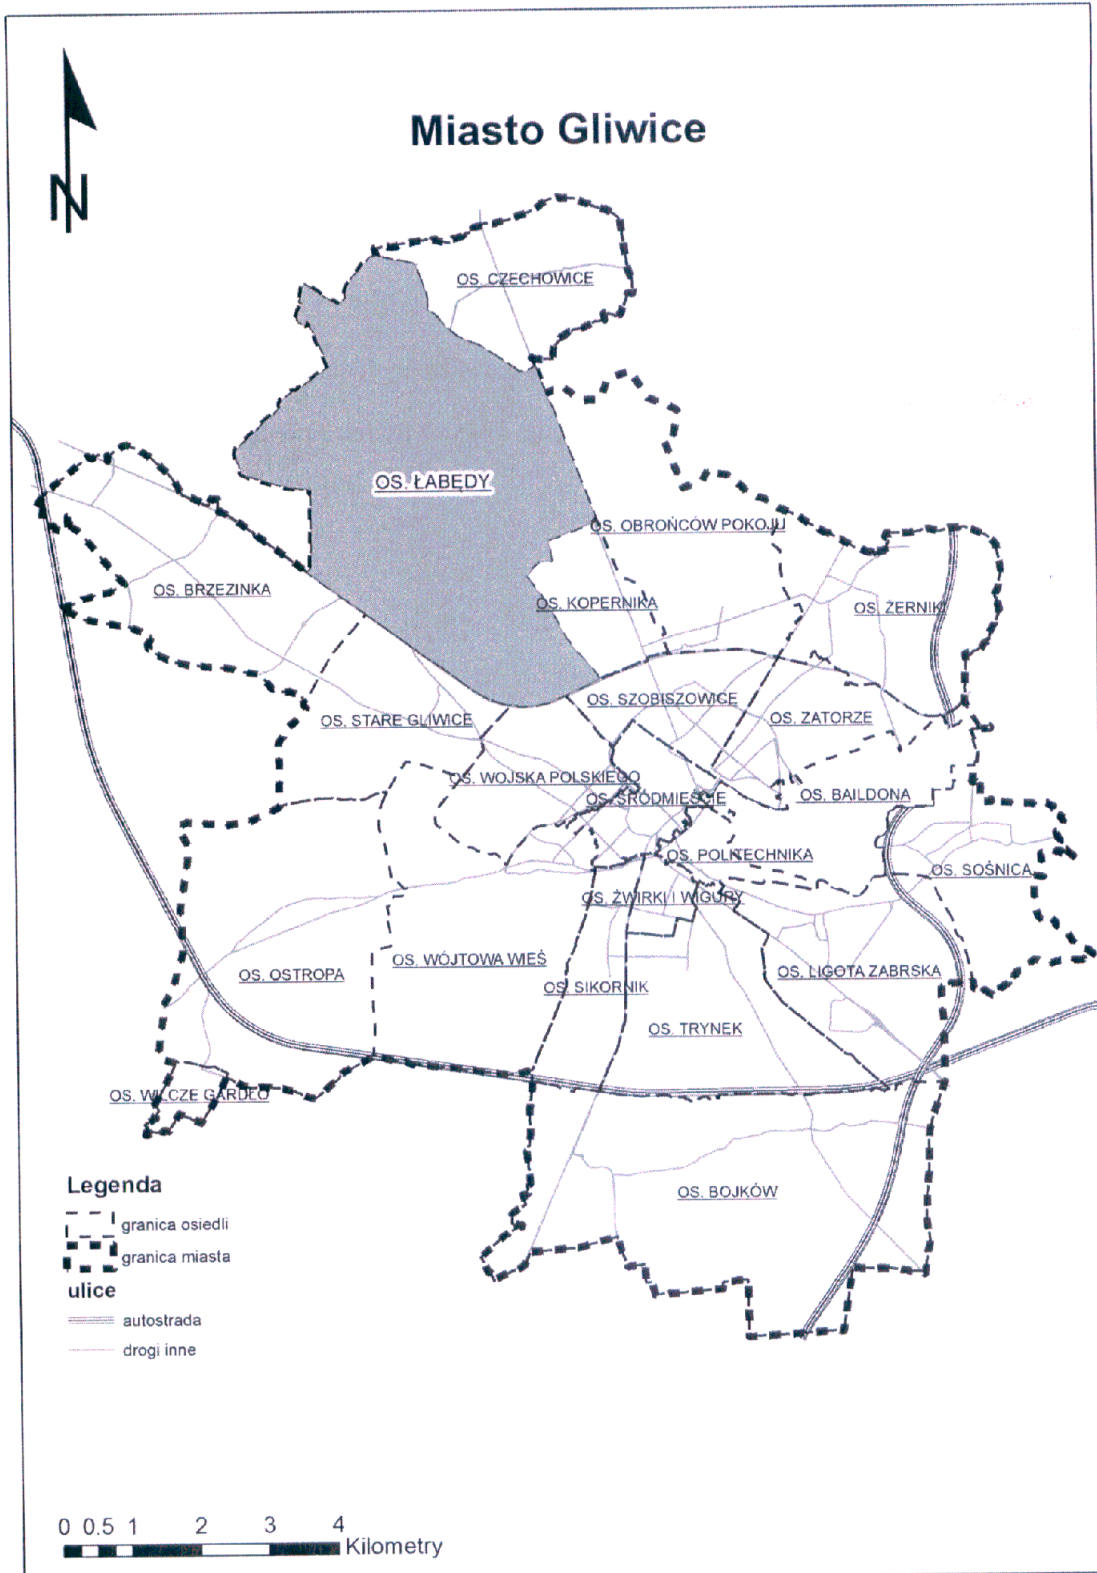 Miasto Gliwice
N
OS. CZECHOWICE
OS. ŁABĘDY
OS. OBROŃCÓW POKOJU
OS. BRZEZINKA
OS. KOPERNIKA
OS. ŻERNIKI
OS. STARE GLIWICE
OS. SZOBISZOWICE
OS. ZATORZE
OS. WOJSKA POLSKIEGO
OS. ŚRÓDMIEŚCIE
OS. BAILDONA
OS. POLITECHNIKA
OS. SOŚNICA
OS. ŻWIRKI I WIGURY
OS. OSTROPA
OS. WÓJTOWA WIEŚ
OS. SIKORNIK
OS. LIGOTA ZABRSKA
OS. TRYNEK
OS. WILCZE GARDŁO
OS. BOJKÓW
Legenda
granica osiedli
granica miasta
ulice
autostrada
drogi inne
0 0.5 1 2 3 4
Kilometry